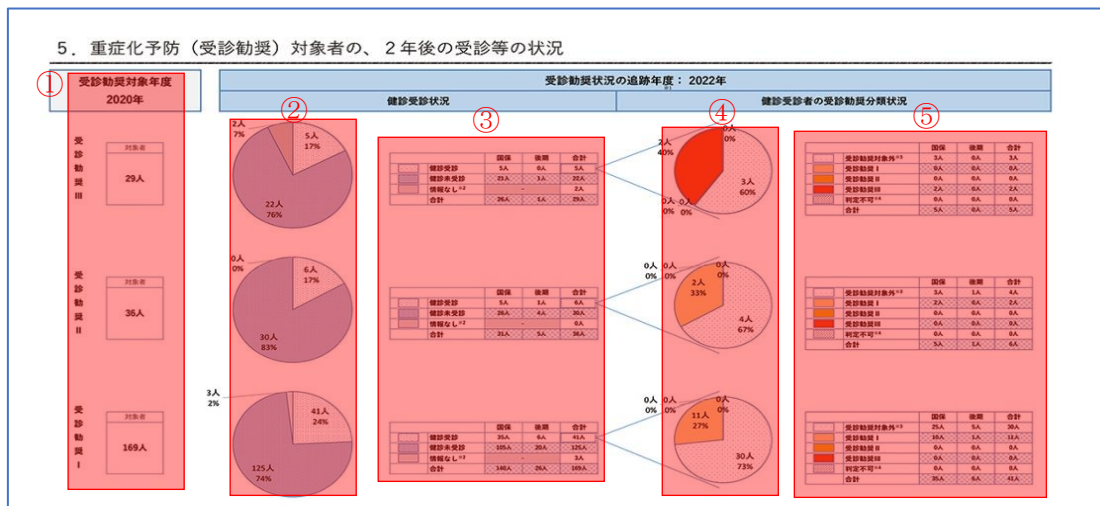 5．重症化予防（受診勧奨）対象者の、2年後の受診等の状況
①
受診勧奨対象年度
2020年
受診勧奨状況の追跡年度：2022年
※1
健診受診状況
健診受診者の受診勧奨分類状況
②
③
④
⑤
受診勧奨Ⅲ
対象者
29人
2人
7%
5人
17%
22人
76%
国保 後期 合計
健診受診 5人 0人 5人
健診未受診 21人 1人 22人
情報なし※2 - 2人
合計 26人 1人 29人
2人
40%
0人
0%
3人
60%
0人 0人
0% 0%
国保 後期 合計
受診勧奨対象外※3 3人 0人 3人
受診勧奨Ⅰ 0人 0人 0人
受診勧奨Ⅱ 0人 0人 0人
受診勧奨Ⅲ 2人 0人 2人
判定不可※4 0人 0人 0人
合計 5人 0人 5人
受診勧奨Ⅱ
対象者
36人
0人
0%
6人
17%
30人
83%
国保 後期 合計
健診受診 5人 1人 6人
健診未受診 26人 4人 30人
情報なし※2 - 0人
合計 31人 5人 36人
0人 0人 0人
0% 0% 0%
2人
33%
4人
67%
国保 後期 合計
受診勧奨対象外※3 3人 1人 4人
受診勧奨Ⅰ 2人 0人 2人
受診勧奨Ⅱ 0人 0人 0人
受診勧奨Ⅲ 0人 0人 0人
判定不可※4 0人 0人 0人
合計 5人 1人 6人
受診勧奨Ⅰ
対象者
169人
3人
2%
41人
24%
125人
74%
国保 後期 合計
健診受診 35人 6人 41人
健診未受診 105人 20人 125人
情報なし※2 - 3人
合計 140人 26人 169人
0人 0人 0人
0% 0% 0%
11人
27%
30人
73%
国保 後期 合計
受診勧奨対象外※3 25人 5人 30人
受診勧奨Ⅰ 10人 1人 11人
受診勧奨Ⅱ 0人 0人 0人
受診勧奨Ⅲ 0人 0人 0人
判定不可※4 0人 0人 0人
合計 35人 6人 41人